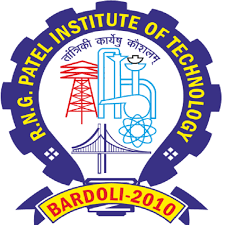 R.N.G. PATEL INSTITUTE OF TECHNOLOGY
तांत्रिकी कार्येषु कौशलम्
BARDOLI-2010